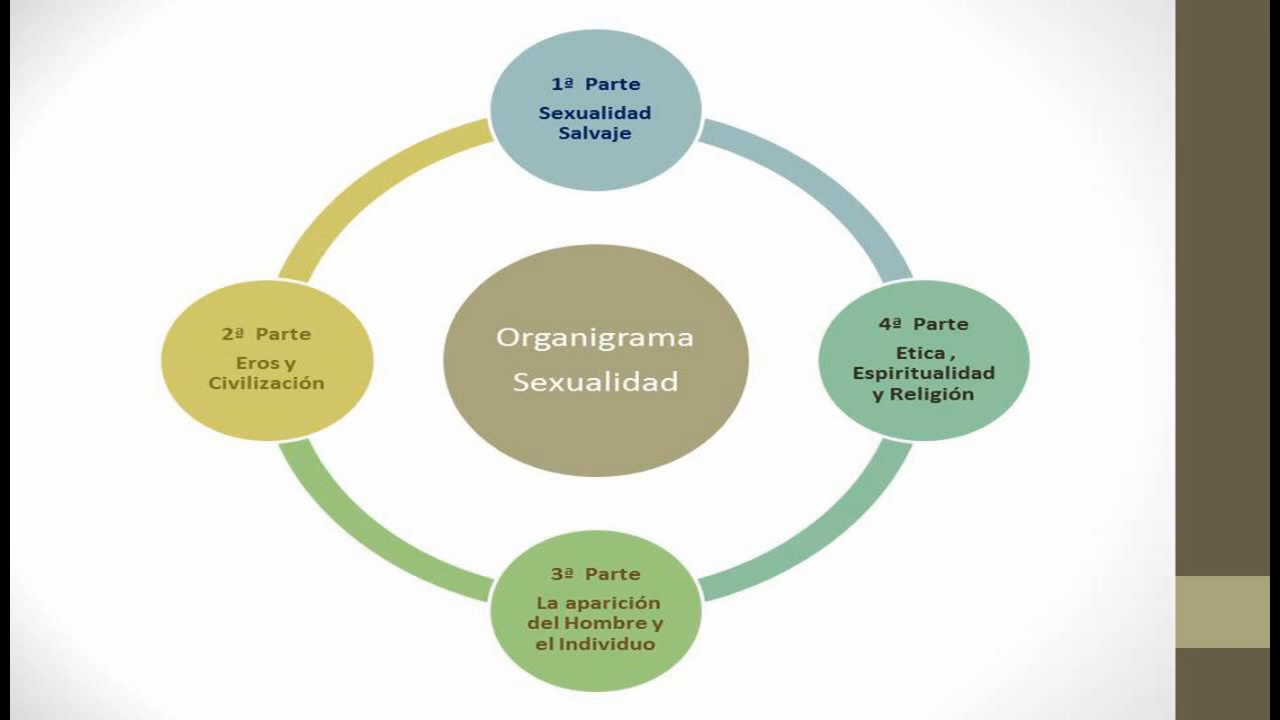 1ª Parte
Sexualidad
Salvaje
2ª Parte
Eros y
Civilización
Organigrama
Sexualidad
4ª Parte
Etica ,
Espiritualidad
y Religión
3ª Parte
La aparición
del Hombre y
el Individuo